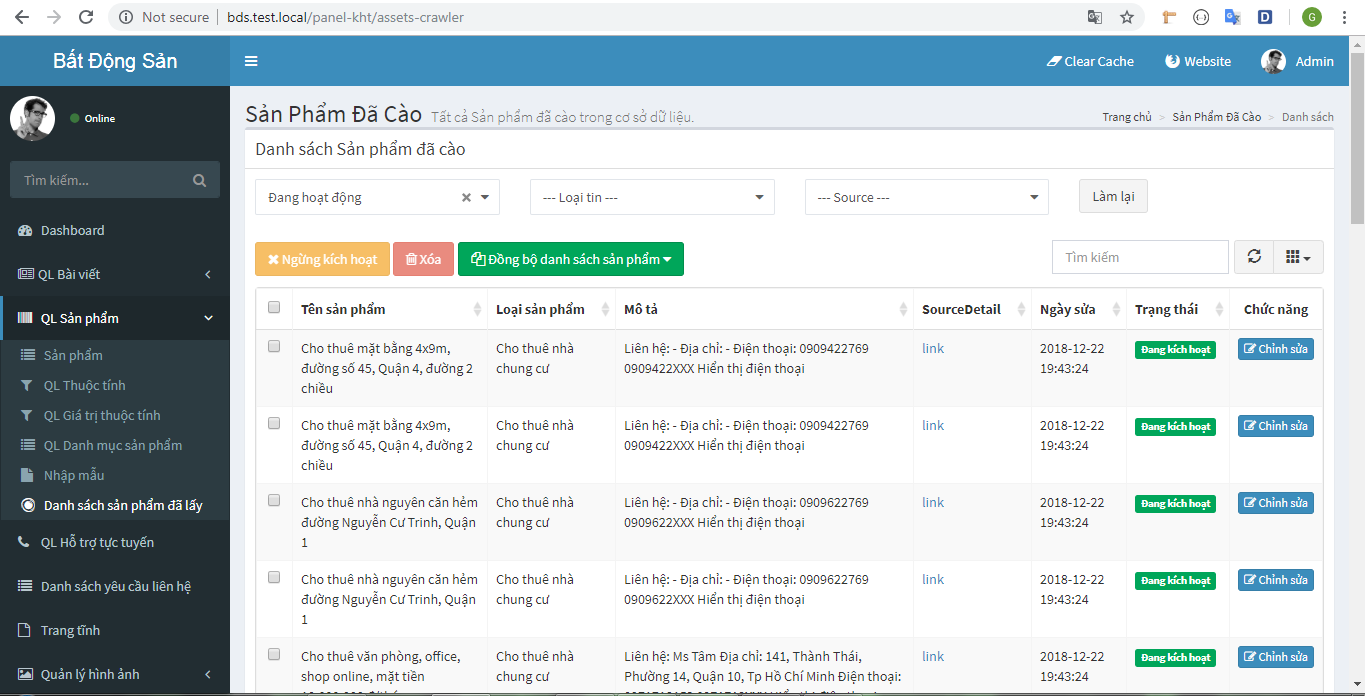 Not secure | bds.test.local/panel-kht/assets-crawler
G
Bất Động Sản
Clear Cache
Website
Admin
Online
Tìm kiếm...
Dashboard
QL Bài viết
QL Sản phẩm
Sản phẩm
QL Thuộc tính
QL Giá trị thuộc tính
QL Danh mục sản phẩm
Nhập mẫu
Danh sách sản phẩm đã lấy
QL Hỗ trợ tực tuyến
Danh sách yêu cầu liên hệ
Trang tĩnh
Quản lý hình ảnh
Sản Phẩm Đã Cào Tất cả Sản phẩm đã cào trong cơ sở dữ liệu.
Trang chủ > Sản Phẩm Đã Cào > Danh sách
Danh sách Sản phẩm đã cào
Đang hoạt động
--- Loại tin ---
--- Source ---
Làm lại
Ngừng kích hoạt
Xóa
Đồng bộ danh sách sản phẩm
Tìm kiếm
Tên sản phẩm Loại sản phẩm Mô tả SourceDetail Ngày sửa Trạng thái Chức năng
Cho thuê mặt bằng 4x9m,
đường số 45, Quận 4, đường 2
chiều
Cho thuê nhà
chung cư
Liên hệ: - Địa chỉ: - Điện thoại: 0909422769
0909422XXX Hiển thị điện thoại
link
2018-12-22
19:43:24
Đang kích hoạt
Chỉnh sửa
Cho thuê mặt bằng 4x9m,
đường số 45, Quận 4, đường 2
chiều
Cho thuê nhà
chung cư
Liên hệ: - Địa chỉ: - Điện thoại: 0909422769
0909422XXX Hiển thị điện thoại
link
2018-12-22
19:43:24
Đang kích hoạt
Chỉnh sửa
Cho thuê nhà nguyên căn hẻm
đường Nguyễn Cư Trinh, Quận
1
Cho thuê nhà
chung cư
Liên hệ: - Địa chỉ: - Điện thoại: 0909622769
0909622XXX Hiển thị điện thoại
link
2018-12-22
19:43:24
Đang kích hoạt
Chỉnh sửa
Cho thuê nhà nguyên căn hẻm
đường Nguyễn Cư Trinh, Quận
1
Cho thuê nhà
chung cư
Liên hệ: - Địa chỉ: - Điện thoại: 0909622769
0909622XXX Hiển thị điện thoại
link
2018-12-22
19:43:24
Đang kích hoạt
Chỉnh sửa
Cho thuê văn phòng, office,
shop online, mặt tiền
Cho thuê nhà
chung cư
Liên hệ: Ms Tâm Địa chỉ: 141, Thành Thái,
Phường 14, Quận 10, Tp Hồ Chí Minh Điện thoại:
link
2018-12-22
19:43:24
Đang kích hoạt
Chỉnh sửa